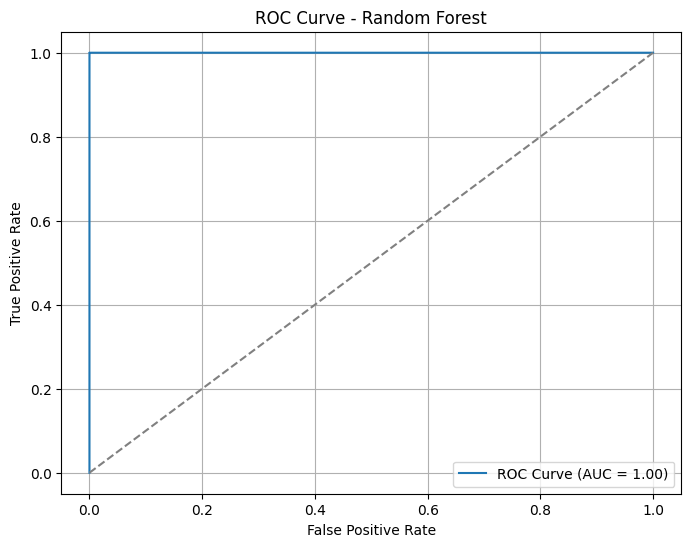 ROC Curve - Random Forest
True Positive Rate
1.0
0.8
0.6
0.4
0.2
0.0
ROC Curve (AUC = 1.00)
0.0 0.2 0.4 0.6 0.8 1.0
False Positive Rate